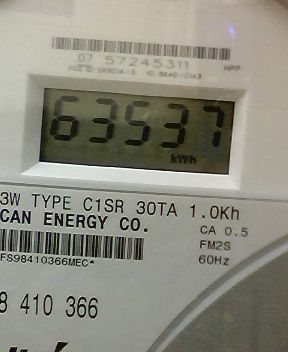 07 57245311
HPP
63537
kWh
3W TYPE C1SR 30TA 1.0Kh
CAN ENERGY CO.
CA 0.5
FM2S
FS98410366MEC*
60Hz
8 410 366